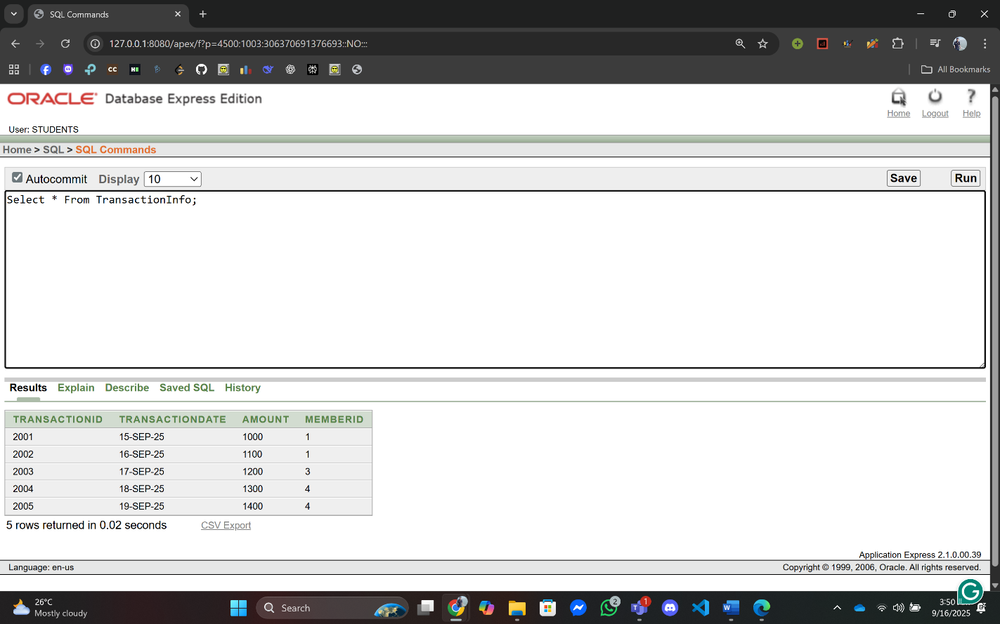 SQL Commands
127.0.0.1:8080/apex/f?p=4500:1003:306370691376693::NO:::
All Bookmarks
ORACLE Database Express Edition
Home Logout Help
User: STUDENTS
Home > SQL > SQL Commands
Autocommit Display 10 Save Run
Select * From TransactionInfo;
Results Explain Describe Saved SQL History
TRANSACTIONID TRANSACTIONDATE AMOUNT MEMBERID
2001 15-SEP-25 1000 1
2002 16-SEP-25 1100 1
2003 17-SEP-25 1200 3
2004 18-SEP-25 1300 4
2005 19-SEP-25 1400 4
5 rows returned in 0.02 seconds CSV Export
Application Express 2.1.0.00.39
Language: en-us Copyright © 1999, 2006, Oracle. All rights reserved.
26°C
Mostly cloudy
Search
2
1
3:50
9/16/2025